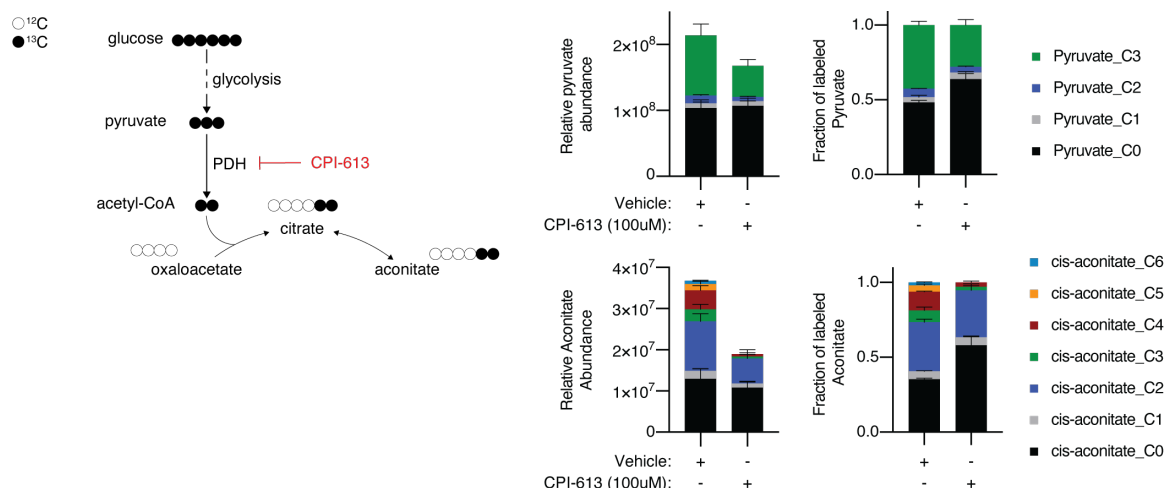 ¹²C
¹³C
glucose
glycolysis
pyruvate
PDH
CPI-613
acetyl-CoA
citrate
oxaloacetate
aconitate
Relative pyruvate
abundance
2×10⁸
1×10⁸
0
Vehicle: + -
CPI-613 (100uM): - +
Fraction of labeled
Pyruvate
1.0
0.5
0.0
+ -
- +
Pyruvate_C3
Pyruvate_C2
Pyruvate_C1
Pyruvate_C0
Relative Aconitate
Abundance
4×10⁷
3×10⁷
2×10⁷
1×10⁷
0
Vehicle: + -
CPI-613 (100uM): - +
Fraction of labeled
Aconitate
1.0
0.5
0.0
+ -
- +
cis-aconitate_C6
cis-aconitate_C5
cis-aconitate_C4
cis-aconitate_C3
cis-aconitate_C2
cis-aconitate_C1
cis-aconitate_C0